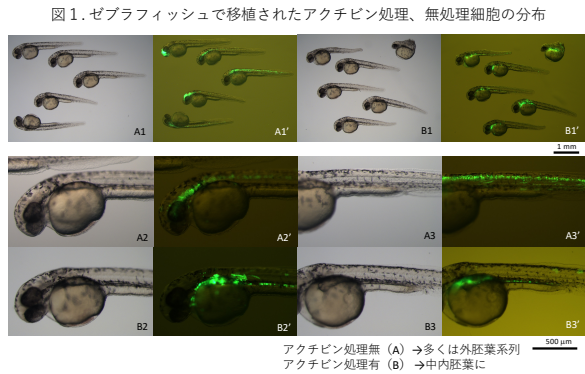 図１. ゼブラフィッシュで移植されたアクチビン処理、無処理細胞の分布
A1
A1′
B1
B1′
1 mm
A2
A2′
A3
A3′
B2
B2′
B3
B3′
アクチビン処理無（A）→多くは外胚葉系列
500 μm
アクチビン処理有（B）→中内胚葉に